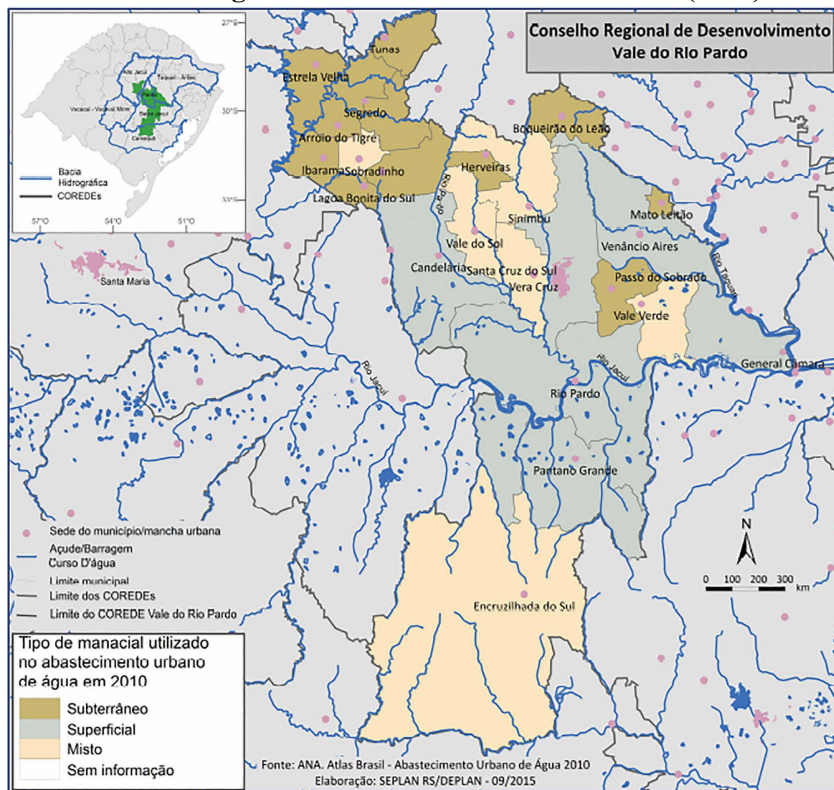 Conselho Regional de Desenvolvimento
Vale do RIo Pardo
27°S
30°S
33°S
57°O
54°O
51°O
Alto Jacuí
Taquari - Antas
Pardo
Vacacaí - Vacacaí Mirim
Baixo Jacuí
Camaquã
Bacia
Hidrográfica
COREDEs
Tunas
Estrela Velha
Segredo
Arroio do Tigre
Ibarama
Sobradinho
Lagoa Bonita do Sul
Boqueirão do Leão
Herveiras
Rio Pardo
Sinimbu
Mato Leitão
Vale do Sol
Venâncio Aires
Candelária
Santa Cruz do Sul
Vera Cruz
Passo do Sobrado
Rio Taquari
Vale Verde
Santa Maria
General Câmara
Rio Jacuí
Rio Jacuí
Rio Pardo
Pantano Grande
Encruzilhada do Sul
N
0 100 200 300
km
Sede do município/mancha urbana
Açude/Barragem
Curso D'água
Limite municipal
Limite dos COREDEs
Limite do COREDE Vale do Rio Pardo
Tipo de manacial utilizado
no abastecimento urbano
de água em 2010
Subterrâneo
Superficial
Misto
Sem informação
Fonte: ANA. Atlas Brasil - Abastecimento Urbano de Água 2010
Elaboração: SEPLAN RS/DEPLAN - 09/2015